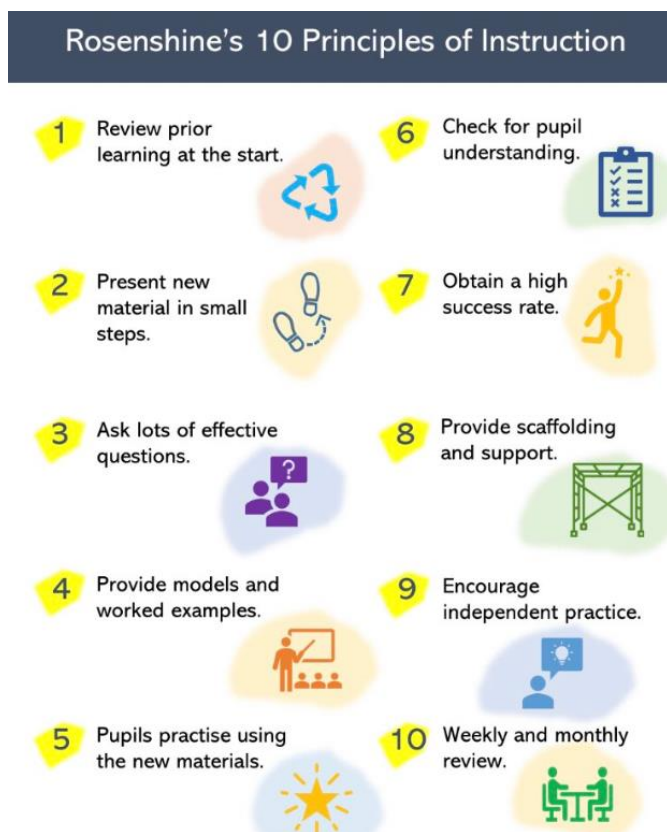 Rosenshine's 10 Principles of Instruction
1
Review prior
learning at the start.
2
Present new
material in small
steps.
3
Ask lots of effective
questions.
?
4
Provide models and
worked examples.
5
Pupils practise using
the new materials.
6
Check for pupil
understanding.
7
Obtain a high
success rate.
8
Provide scaffolding
and support.
9
Encourage
independent practice.
10
Weekly and monthly
review.